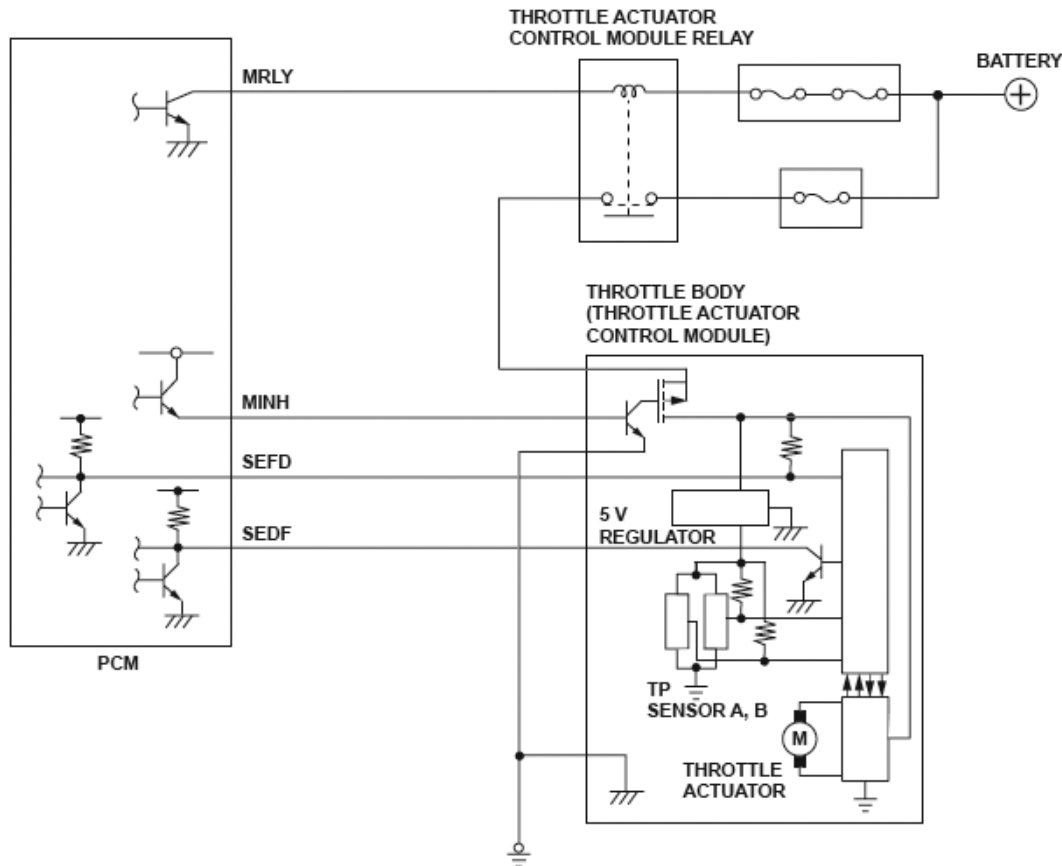 THROTTLE ACTUATOR
CONTROL MODULE RELAY
BATTERY
MRLY
THROTTLE BODY
(THROTTLE ACTUATOR
CONTROL MODULE)
MINH
SEFD
5 V
REGULATOR
SEDF
PCM
TP
SENSOR A, B
M
THROTTLE
ACTUATOR